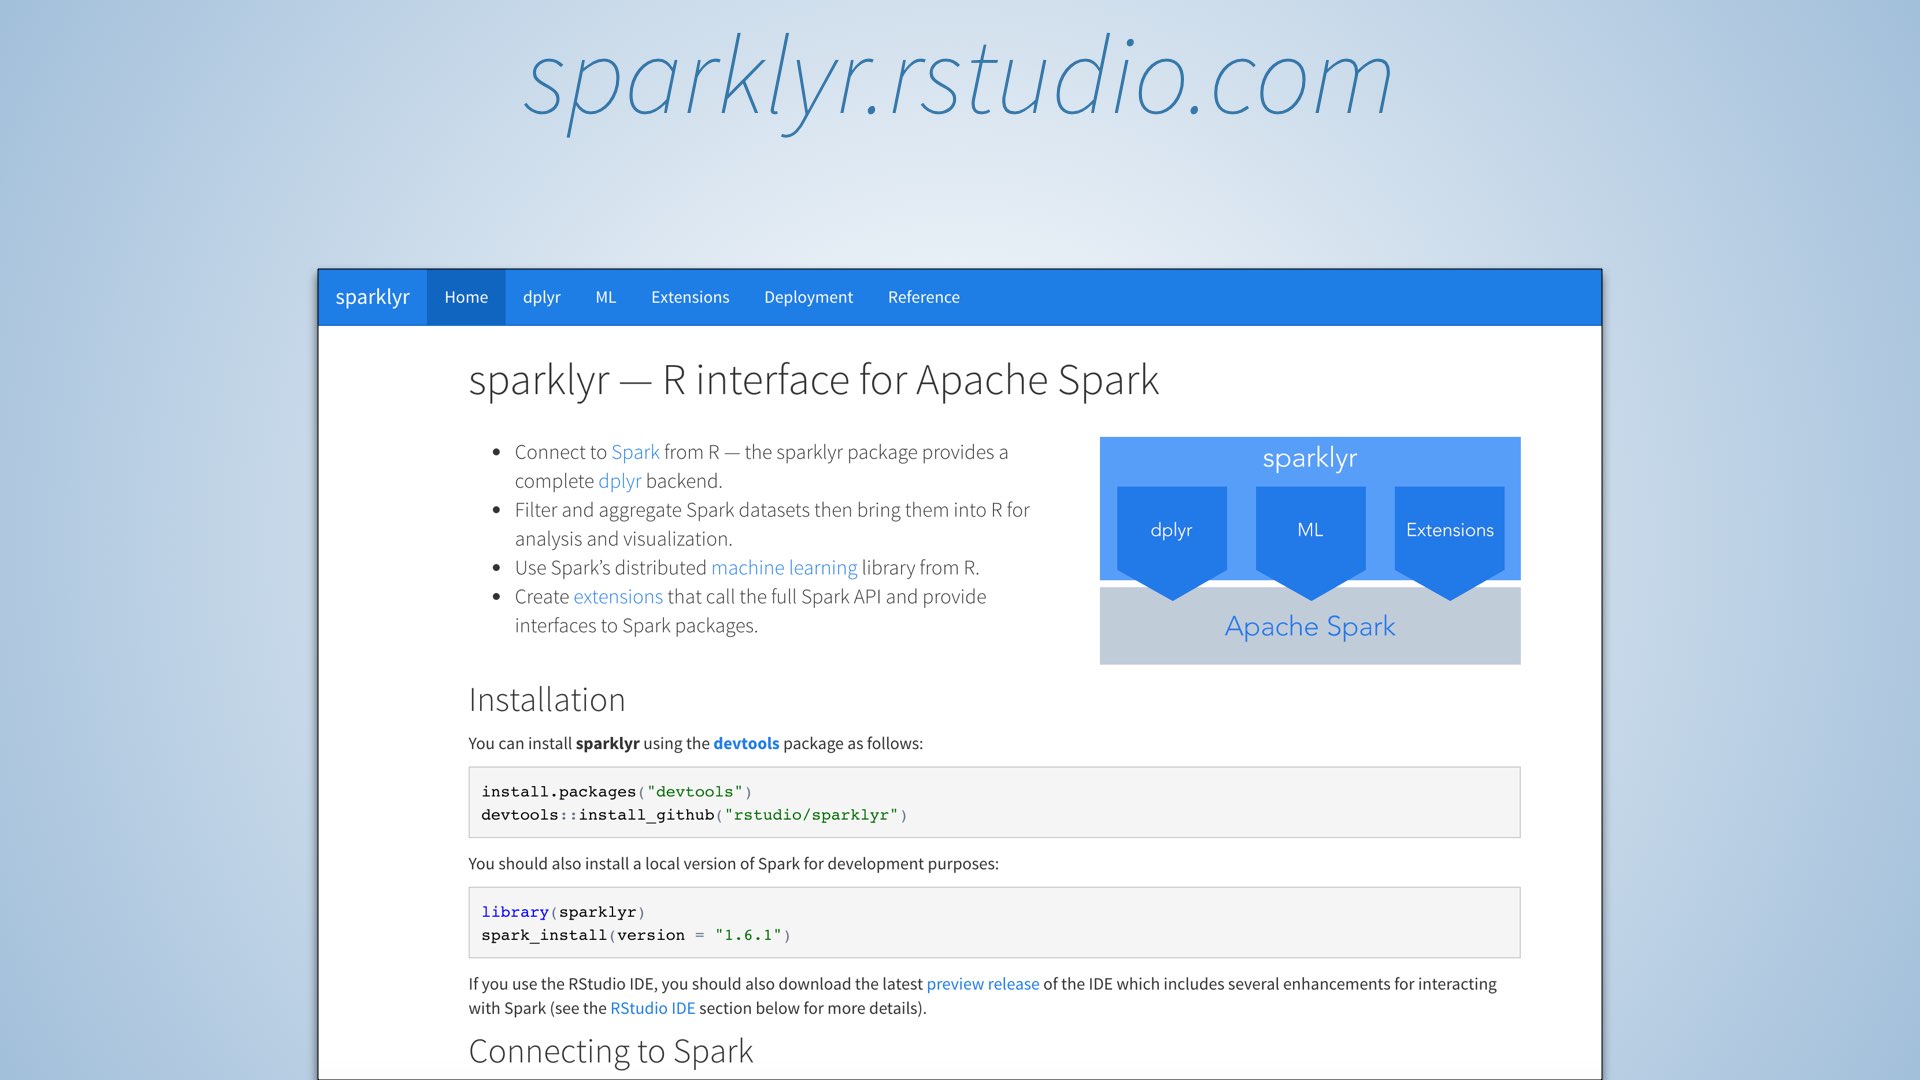 sparklyr.rstudio.com
sparklyr Home dplyr ML Extensions Deployment Reference
sparklyr — R interface for Apache Spark
Connect to Spark from R — the sparklyr package provides a
complete dplyr backend.
Filter and aggregate Spark datasets then bring them into R for
analysis and visualization.
Use Spark’s distributed machine learning library from R.
Create extensions that call the full Spark API and provide
interfaces to Spark packages.
sparklyr
dplyr ML Extensions
Apache Spark
Installation
You can install sparklyr using the devtools package as follows:
install.packages("devtools")
devtools::install_github("rstudio/sparklyr")
You should also install a local version of Spark for development purposes:
library(sparklyr)
spark_install(version = "1.6.1")
If you use the RStudio IDE, you should also download the latest preview release of the IDE which includes several enhancements for interacting
with Spark (see the RStudio IDE section below for more details).
Connecting to Spark